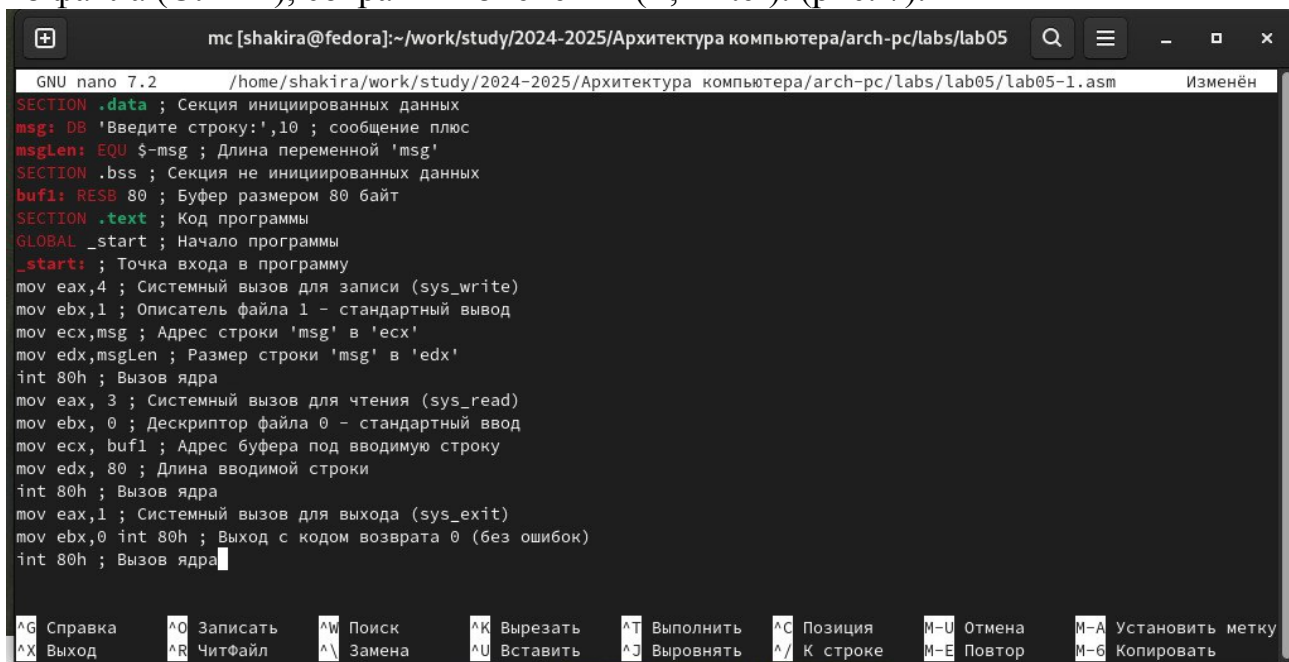 mc [shakira@fedora]:~/work/study/2024-2025/Архитектура компьютера/arch-pc/labs/lab05
GNU nano 7.2 /home/shakira/work/study/2024-2025/Архитектура компьютера/arch-pc/labs/lab05/lab05-1.asm Изменён
SECTION .data ; Секция инициированных данных
msg: DB 'Введите строку:',10 ; сообщение плюс
msgLen: EQU $-msg ; Длина переменной 'msg'
SECTION .bss ; Секция не инициированных данных
buf1: RESB 80 ; Буфер размером 80 байт
SECTION .text ; Код программы
GLOBAL _start ; Начало программы
_start: ; Точка входа в программу
mov eax,4 ; Системный вызов для записи (sys_write)
mov ebx,1 ; Описатель файла 1 - стандартный вывод
mov ecx,msg ; Адрес строки 'msg' в 'ecx'
mov edx,msgLen ; Размер строки 'msg' в 'edx'
int 80h ; Вызов ядра
mov eax, 3 ; Системный вызов для чтения (sys_read)
mov ebx, 0 ; Дескриптор файла 0 - стандартный ввод
mov ecx, buf1 ; Адрес буфера под вводимую строку
mov edx, 80 ; Длина вводимой строки
int 80h ; Вызов ядра
mov eax,1 ; Системный вызов для выхода (sys_exit)
mov ebx,0 int 80h ; Выход с кодом возврата 0 (без ошибок)
int 80h ; Вызов ядра
^G Справка ^O Записать ^W Поиск ^K Вырезать ^T Выполнить ^C Позиция M-U Отмена M-A Установить метку
^X Выход ^R ЧитФайл ^\ Замена ^U Вставить ^J Выровнять ^/ К строке M-E Повтор M-6 Копировать